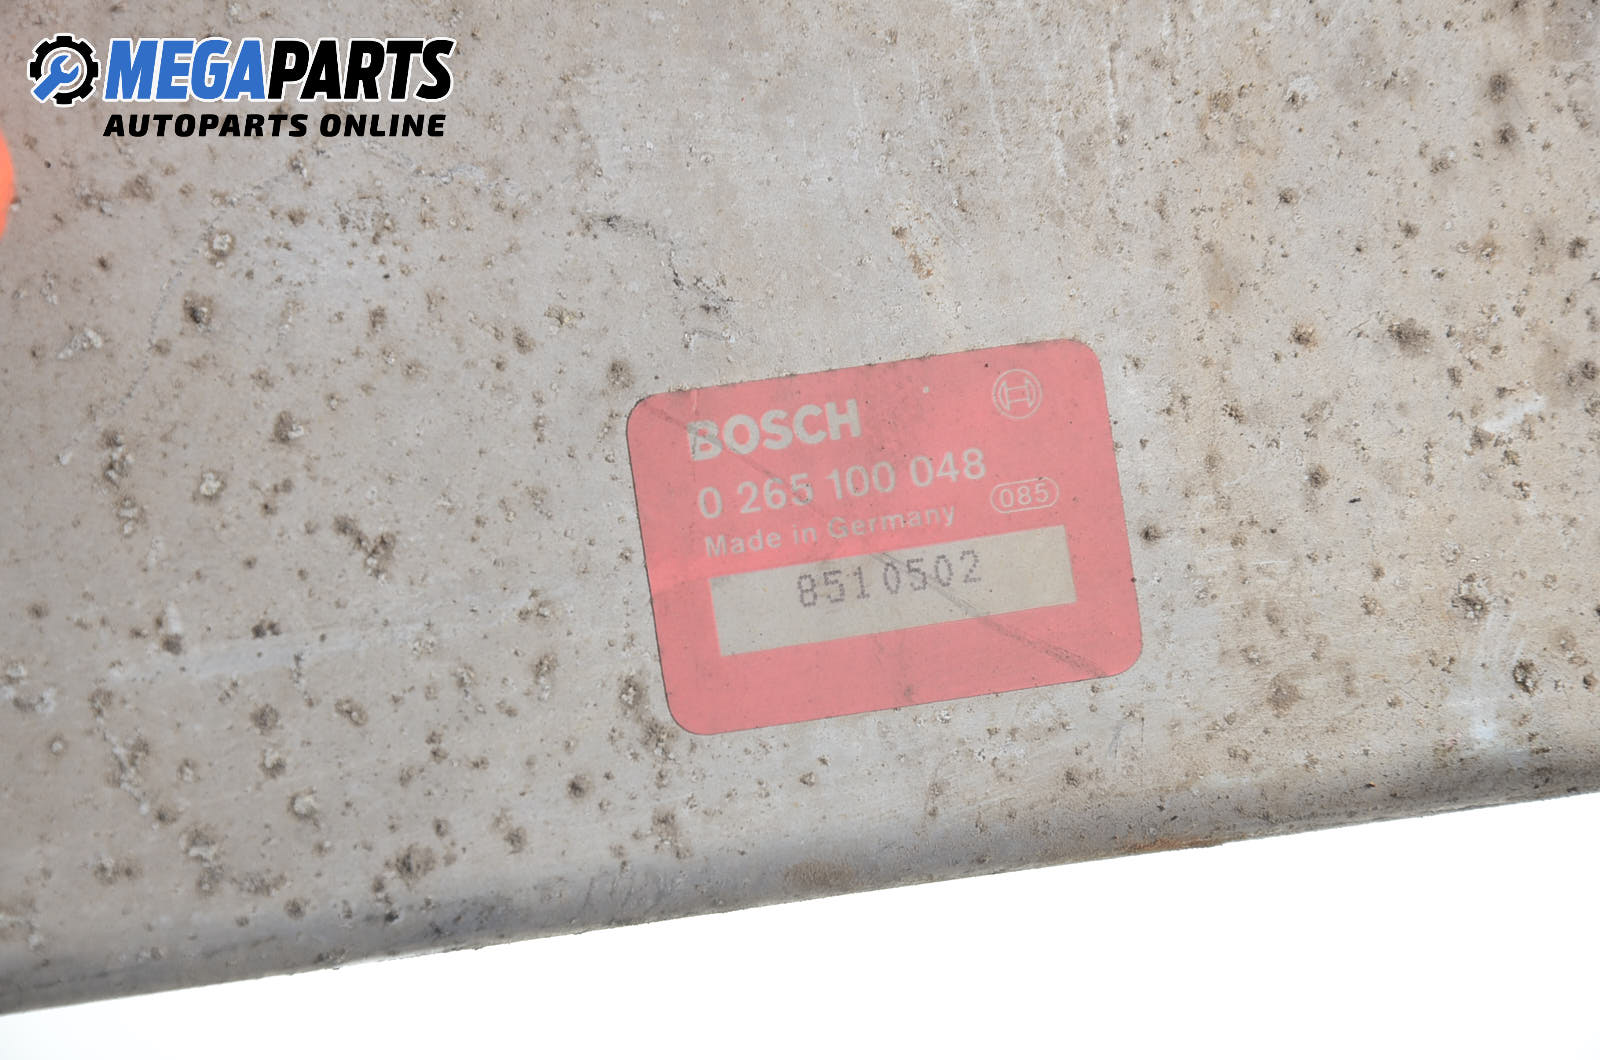 MEGAPARTS
AUTOPARTS ONLINE
BOSCH
0 265 100 048
Made in Germany
085
8510502